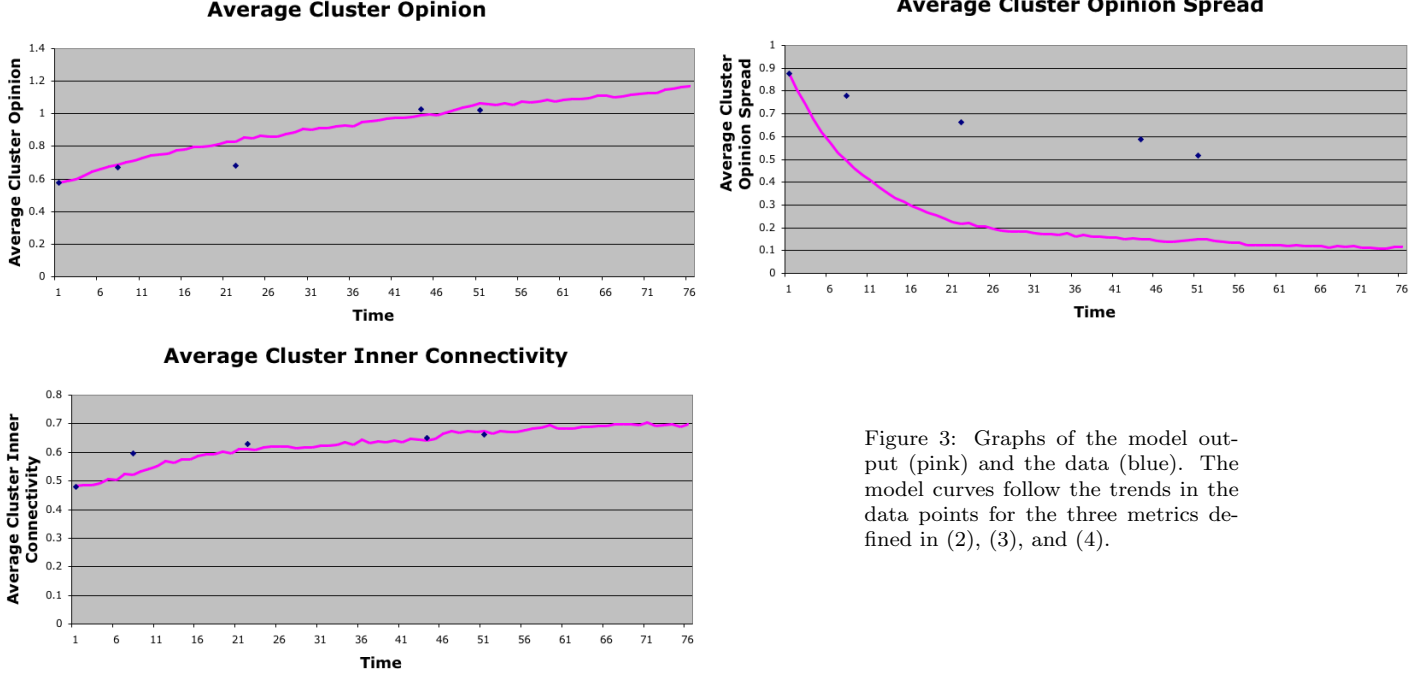 Average Cluster Opinion
Average Cluster Opinion
1.4
1.2
1
0.8
0.6
0.4
0.2
0
1 6 11 16 21 26 31 36 41 46 51 56 61 66 71 76
Time
Average Cluster Opinion Spread
Average Cluster
Opinion Spread
1
0.9
0.8
0.7
0.6
0.5
0.4
0.3
0.2
0.1
0
1 6 11 16 21 26 31 36 41 46 51 56 61 66 71 76
Time
Average Cluster Inner Connectivity
Average Cluster Inner
Connectivity
0.8
0.7
0.6
0.5
0.4
0.3
0.2
0.1
0
1 6 11 16 21 26 31 36 41 46 51 56 61 66 71 76
Time
Figure 3: Graphs of the model out-
put (pink) and the data (blue). The
model curves follow the trends in the
data points for the three metrics de-
fined in (2), (3), and (4).